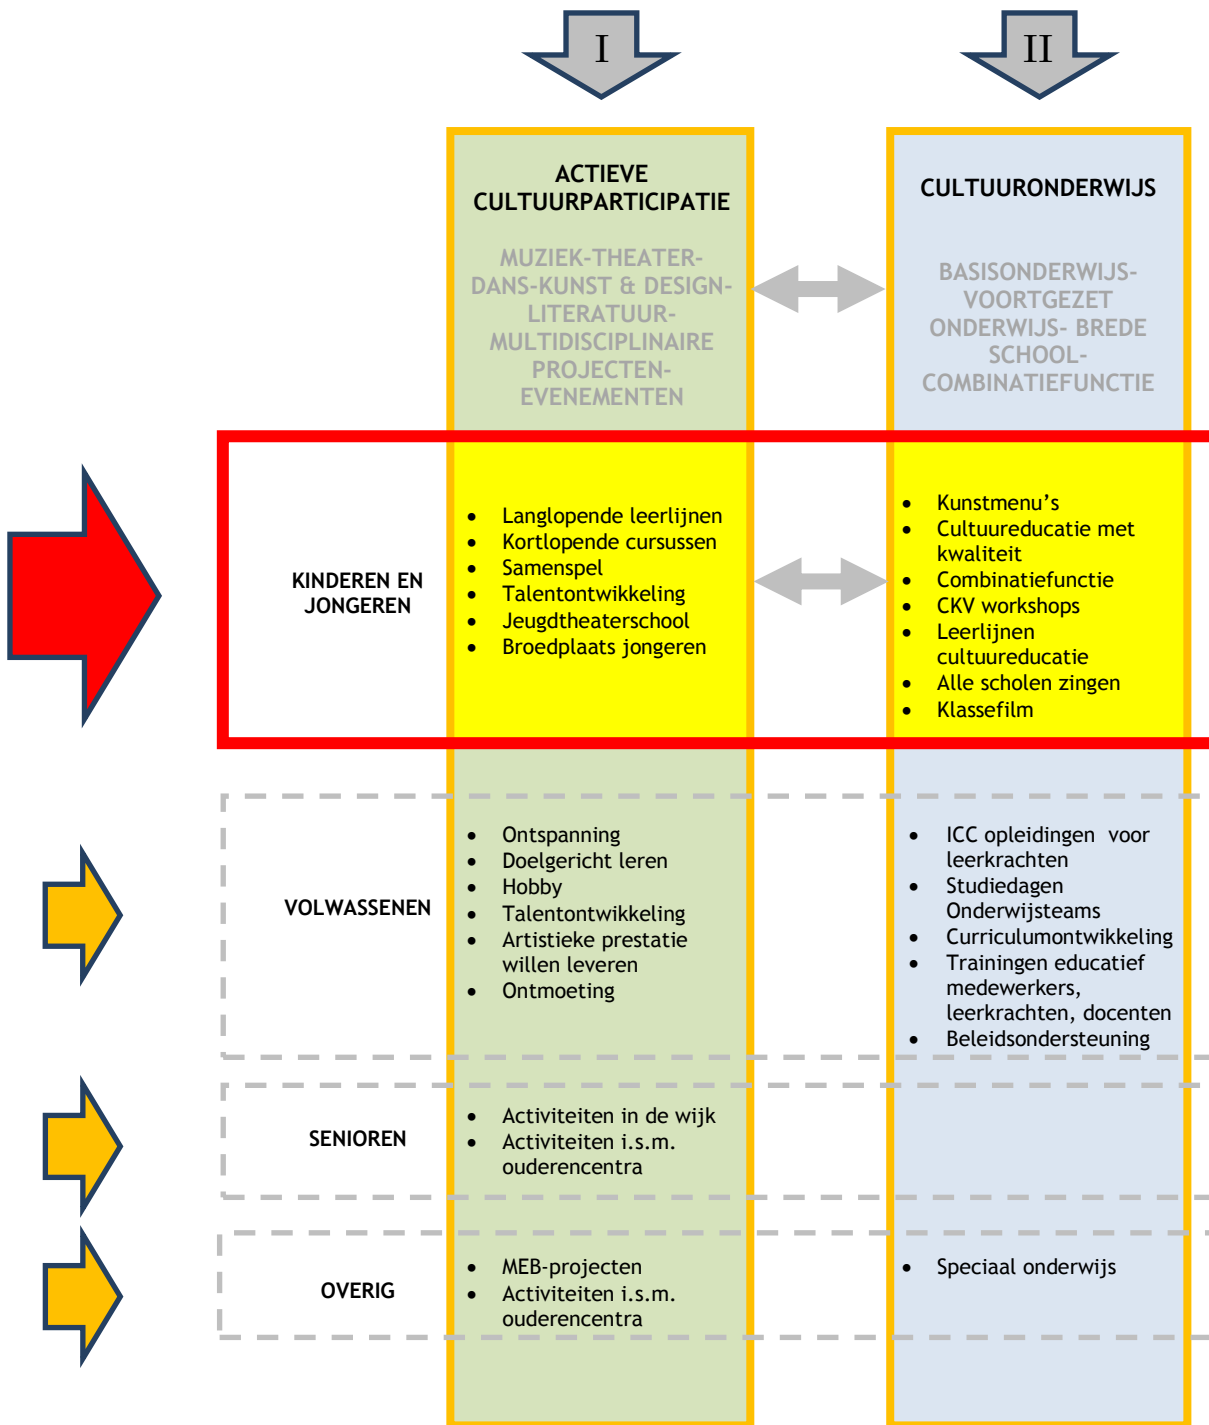 I
II
ACTIEVE
CULTUURPARTICIPATIE
MUZIEK-THEATER-
DANS-KUNST & DESIGN-
LITERATUUR-
MULTIDISCIPLINAIRE
PROJECTEN-
EVENEMENTEN
CULTUURONDERWIJS
BASISONDERWIJS-
VOORTGEZET
ONDERWIJS- BREDE
SCHOOL-
COMBINATIEFUNCTIE
KINDEREN EN
JONGEREN
• Langlopende leerlijnen
• Kortlopende cursussen
• Samenspel
• Talentontwikkeling
• Jeugdtheaterschool
• Broedplaats jongeren
• Kunstmenu's
• Cultuureducatie met
kwaliteit
• Combinatiefunctie
• CKV workshops
• Leerlijnen
cultuureducatie
• Alle scholen zingen
• Klassefilm
VOLWASSENEN
• Ontspanning
• Doelgericht leren
• Hobby
• Talentontwikkeling
• Artistieke prestatie
willen leveren
• Ontmoeting
• ICC opleidingen voor
leerkrachten
• Studiedagen
Onderwijsteams
• Curriculumontwikkeling
• Trainingen educatief
medewerkers,
leerkrachten, docenten
• Beleidsondersteuning
SENIOREN
• Activiteiten in de wijk
• Activiteiten i.s.m.
ouderencentra
OVERIG
• MEB-projecten
• Activiteiten i.s.m.
ouderencentra
• Speciaal onderwijs